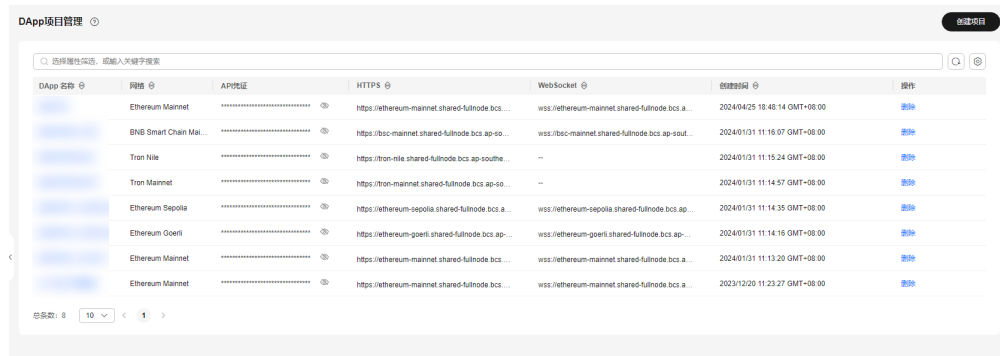 DApp项目管理
创建项目
选择属性筛选，或输入关键字搜索
DApp 名称 网络 API凭证 HTTPS WebSocket 创建时间 操作
Ethereum Mainnet ****************************** https://ethereum-mainnet.shared-fullnode.bcs.... wss://ethereum-mainnet.shared-fullnode.bcs.a... 2024/04/25 18:48:14 GMT+08:00 删除
BNB Smart Chain Mai... ****************************** https://bsc-mainnet.shared-fullnode.bcs.ap-so... wss://bsc-mainnet.shared-fullnode.bcs.ap-sout... 2024/01/31 11:16:07 GMT+08:00 删除
Tron Nile ****************************** https://tron-nile.shared-fullnode.bcs.ap-southe... -- 2024/01/31 11:15:24 GMT+08:00 删除
Tron Mainnet ****************************** https://tron-mainnet.shared-fullnode.bcs.ap-so... -- 2024/01/31 11:14:57 GMT+08:00 删除
Ethereum Sepolia ****************************** https://ethereum-sepolia.shared-fullnode.bcs.a... wss://ethereum-sepolia.shared-fullnode.bcs.ap... 2024/01/31 11:14:35 GMT+08:00 删除
Ethereum Goerli ****************************** https://ethereum-goerli.shared-fullnode.bcs.ap-... wss://ethereum-goerli.shared-fullnode.bcs.ap-... 2024/01/31 11:14:16 GMT+08:00 删除
Ethereum Mainnet ****************************** https://ethereum-mainnet.shared-fullnode.bcs.... wss://ethereum-mainnet.shared-fullnode.bcs.a... 2024/01/31 11:13:20 GMT+08:00 删除
Ethereum Mainnet ****************************** https://ethereum-mainnet.shared-fullnode.bcs.... wss://ethereum-mainnet.shared-fullnode.bcs.a... 2023/12/20 11:23:27 GMT+08:00 删除
总条数：8 10 1